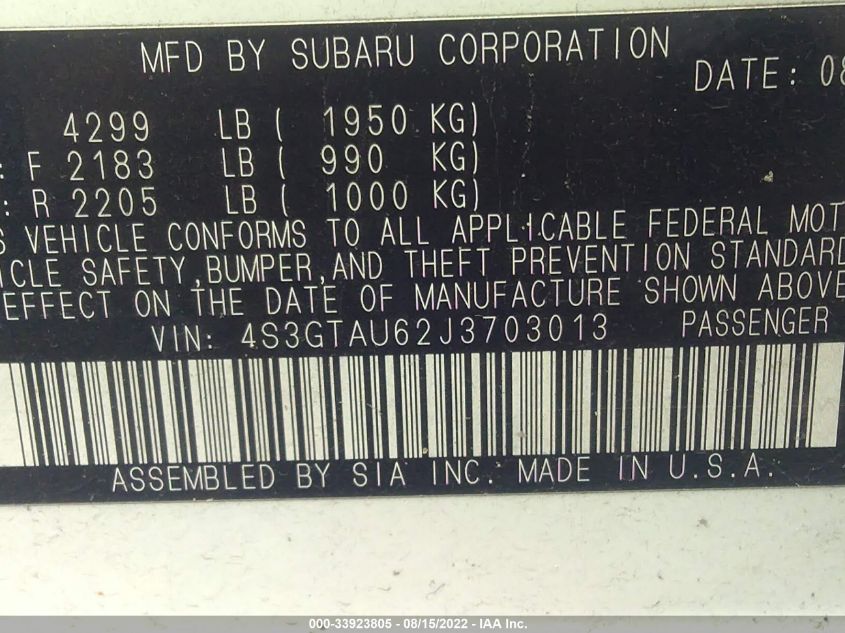 MFD BY SUBARU CORPORATION
DATE: 08
4299 LB ( 1950 KG)
: F 2183 LB ( 990 KG)
: R 2205 LB ( 1000 KG)
S VEHICLE CONFORMS TO ALL APPLICABLE FEDERAL MOT
ICLE SAFETY,BUMPER,AND THEFT PREVENTION STANDARD
EFFECT ON THE DATE OF MANUFACTURE SHOWN ABOVE
VIN: 4S3GTAU62J3703013 PASSENGER
ASSEMBLED BY SIA INC. MADE IN U.S.A.
000-33923805 - 08/15/2022 - IAA Inc.